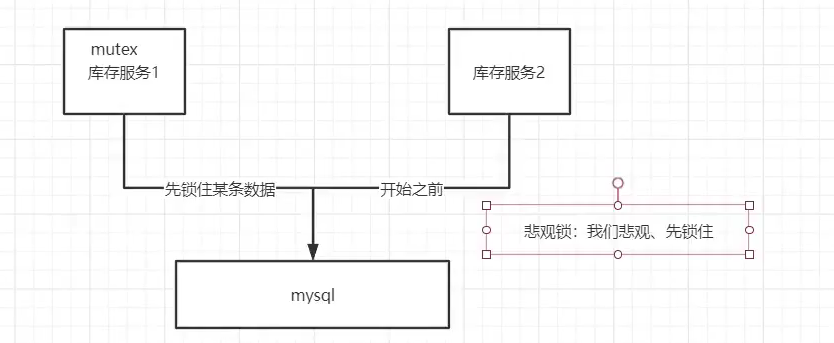 mutex
库存服务1
库存服务2
先锁住某条数据
开始之前
悲观锁：我们悲观、先锁住
mysql